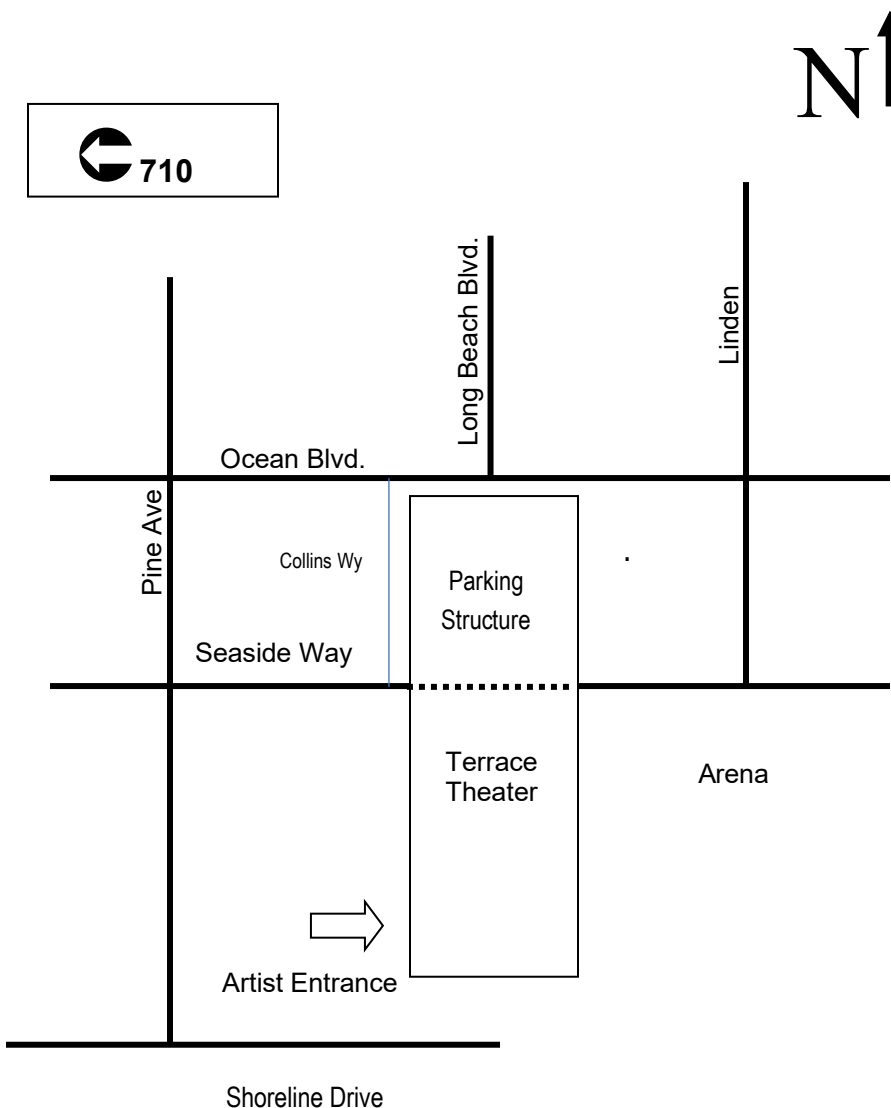 N
710
Long Beach Blvd.
Linden
Ocean Blvd.
Pine Ave
Collins Wy
Parking
Structure
Seaside Way
Terrace
Theater
Arena
Artist Entrance
Shoreline Drive